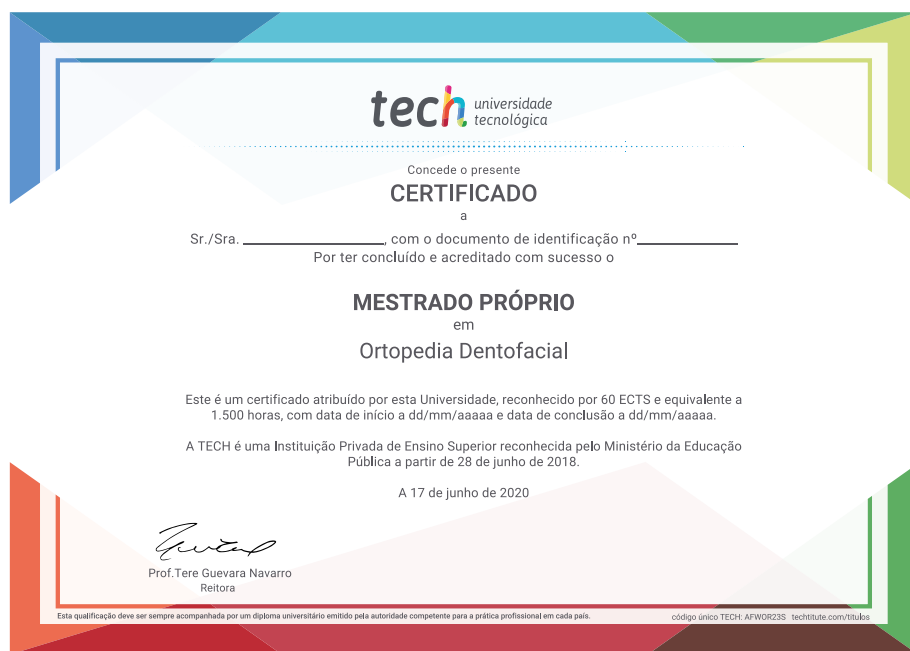 tech universidade
tecnológica
Concede o presente
CERTIFICADO
a
Sr./Sra. ________________, com o documento de identificação nº____________
Por ter concluído e acreditado com sucesso o
MESTRADO PRÓPRIO
em
Ortopedia Dentofacial
Este é um certificado atribuído por esta Universidade, reconhecido por 60 ECTS e equivalente a
1.500 horas, com data de início a dd/mm/aaaaa e data de conclusão a dd/mm/aaaaa.
A TECH é uma Instituição Privada de Ensino Superior reconhecida pelo Ministério da Educação
Pública a partir de 28 de junho de 2018.
A 17 de junho de 2020
Prof.Tere Guevara Navarro
Reitora
Esta qualificação deve ser sempre acompanhada por um diploma universitário emitido pela autoridade competente para a prática profissional em cada país.
código único TECH: AFWOR23S techtitute.com/titulos